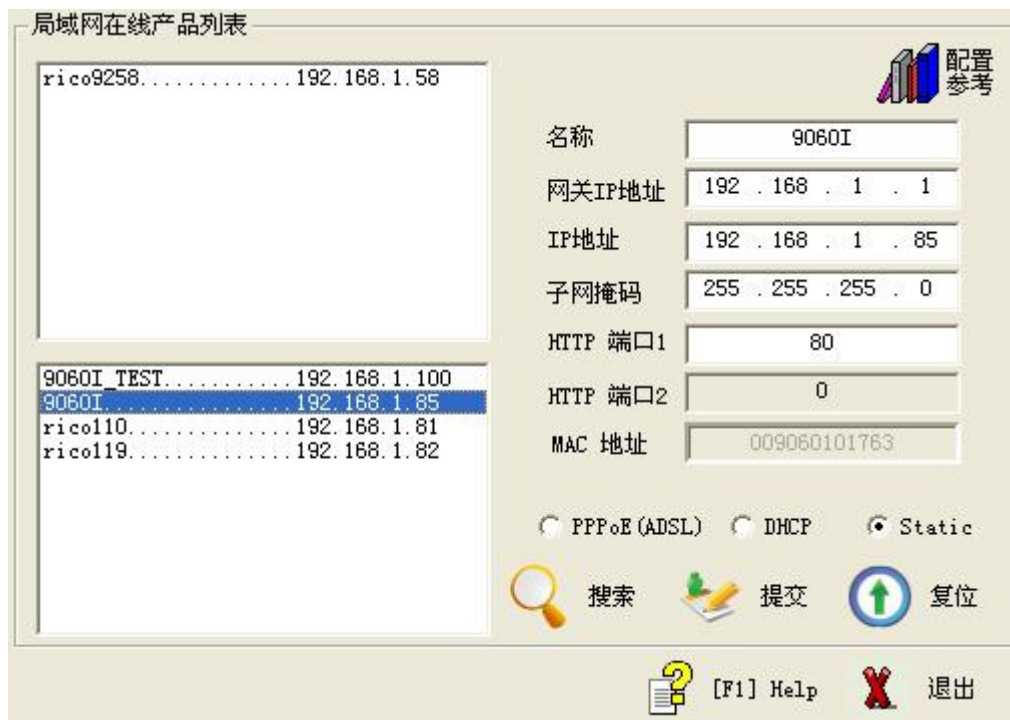 局域网在线产品列表
rico9258.............192.168.1.58
配置
参考
名称 9060I
网关IP地址 192 . 168 . 1 . 1
IP地址 192 . 168 . 1 . 85
子网掩码 255 . 255 . 255 . 0
HTTP 端口1 80
HTTP 端口2 0
MAC 地址 009060101763
9060I_TEST...........192.168.1.100
9060I................192.168.1.85
rico110..............192.168.1.81
rico119..............192.168.1.82
PPPoE(ADSL) DHCP Static
搜索 提交 复位
[F1] Help 退出